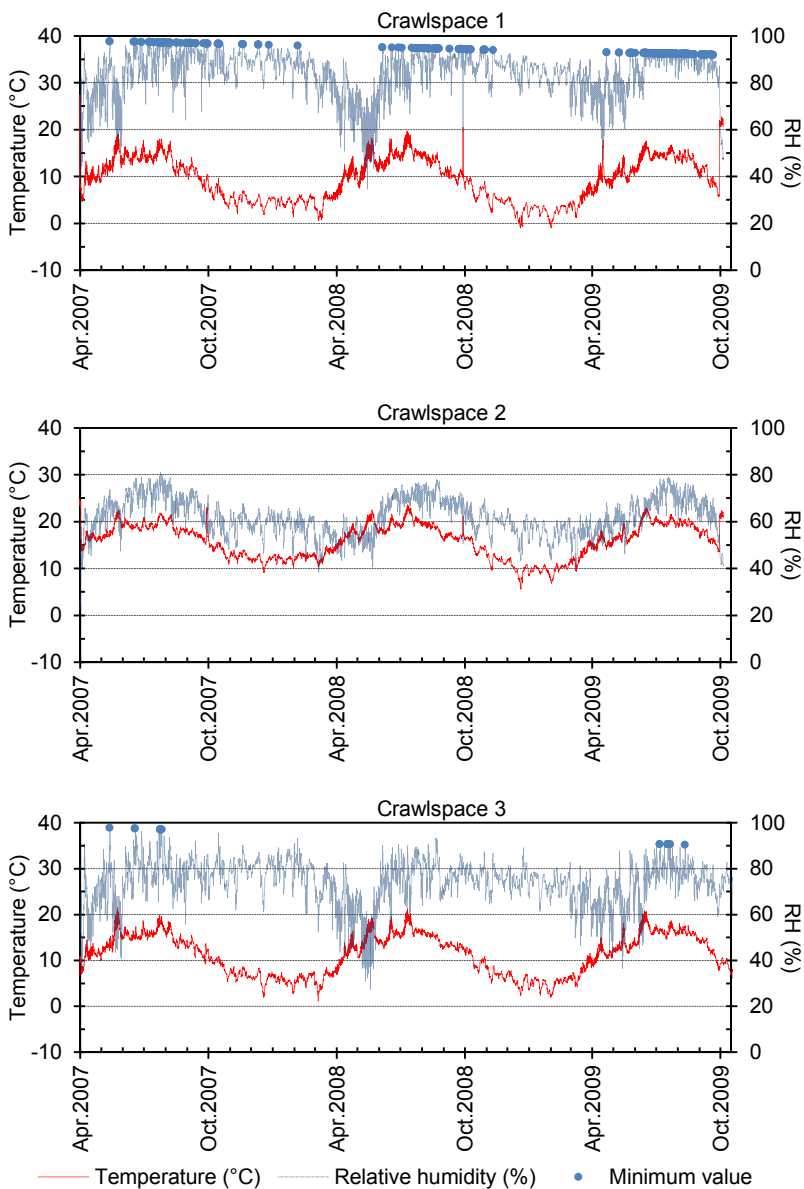 Crawlspace 1
Temperature (°C)
40
30
20
10
0
-10
100
80
60
40
20
0
RH (%)
Apr.2007
Oct.2007
Apr.2008
Oct.2008
Apr.2009
Oct.2009
Crawlspace 2
Temperature (°C)
40
30
20
10
0
-10
100
80
60
40
20
0
RH (%)
Apr.2007
Oct.2007
Apr.2008
Oct.2008
Apr.2009
Oct.2009
Crawlspace 3
Temperature (°C)
40
30
20
10
0
-10
100
80
60
40
20
0
RH (%)
Apr.2007
Oct.2007
Apr.2008
Oct.2008
Apr.2009
Oct.2009
Temperature (°C) Relative humidity (%) Minimum value